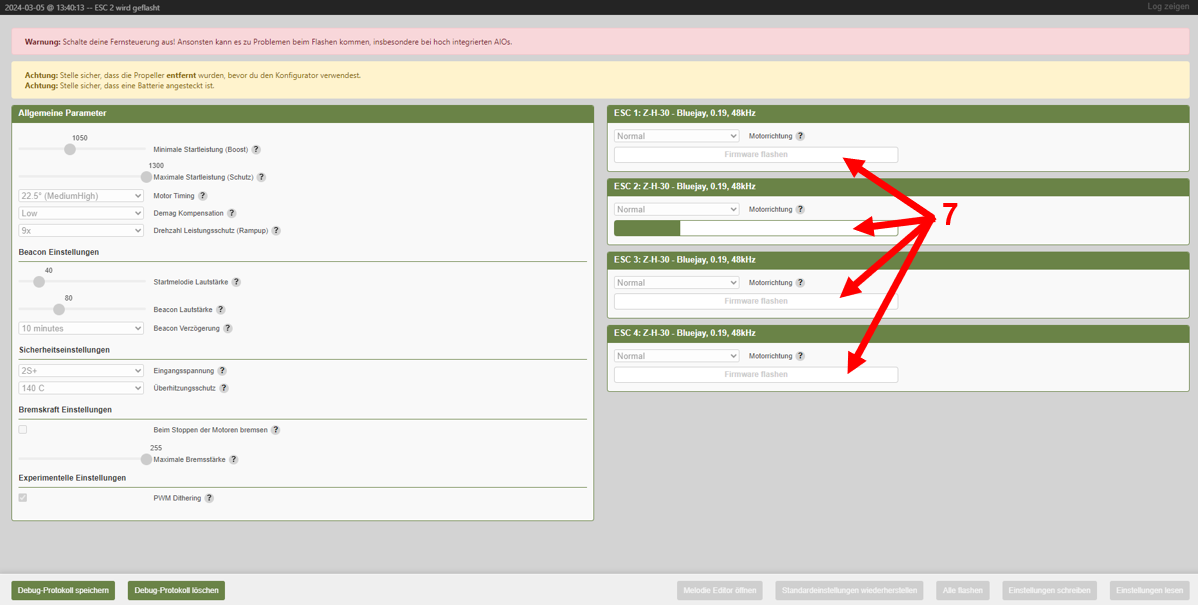 2024-03-05 @ 13:40:13 -- ESC 2 wird geflasht
Log zeigen
Warnung: Schalte deine Fernsteuerung aus! Ansonsten kann es zu Problemen beim Flashen kommen, insbesondere bei hoch integrierten AIOs.
Achtung: Stelle sicher, dass die Propeller entfernt wurden, bevor du den Konfigurator verwendest.
Achtung: Stelle sicher, dass eine Batterie angesteckt ist.
Allgemeine Parameter
1050
Minimale Startleistung (Boost) ?
1300
Maximale Startleistung (Schutz) ?
22.5° (MediumHigh) Motor Timing ?
Low Demag Kompensation ?
9x Drehzahl Leistungsschutz (Rampup) ?
Beacon Einstellungen
40
Startmelodie Lautstärke ?
80
Beacon Lautstärke ?
10 minutes Beacon Verzögerung ?
Sicherheitseinstellungen
2S+ Eingangsspannung ?
140 C Überhitzungsschutz ?
Bremskraft Einstellungen
Beim Stoppen der Motoren bremsen ?
255
Maximale Bremsstärke ?
Experimentelle Einstellungen
PWM Dithering ?
ESC 1: Z-H-30 - Bluejay, 0.19, 48kHz
Normal Motorrichtung ?
Firmware flashen
ESC 2: Z-H-30 - Bluejay, 0.19, 48kHz
Normal Motorrichtung ?
7
ESC 3: Z-H-30 - Bluejay, 0.19, 48kHz
Normal Motorrichtung ?
Firmware flashen
ESC 4: Z-H-30 - Bluejay, 0.19, 48kHz
Normal Motorrichtung ?
Firmware flashen
Debug-Protokoll speichern
Debug-Protokoll löschen
Melodie Editor öffnen
Standardeinstellungen wiederherstellen
Alle flashen
Einstellungen schreiben
Einstellungen lesen